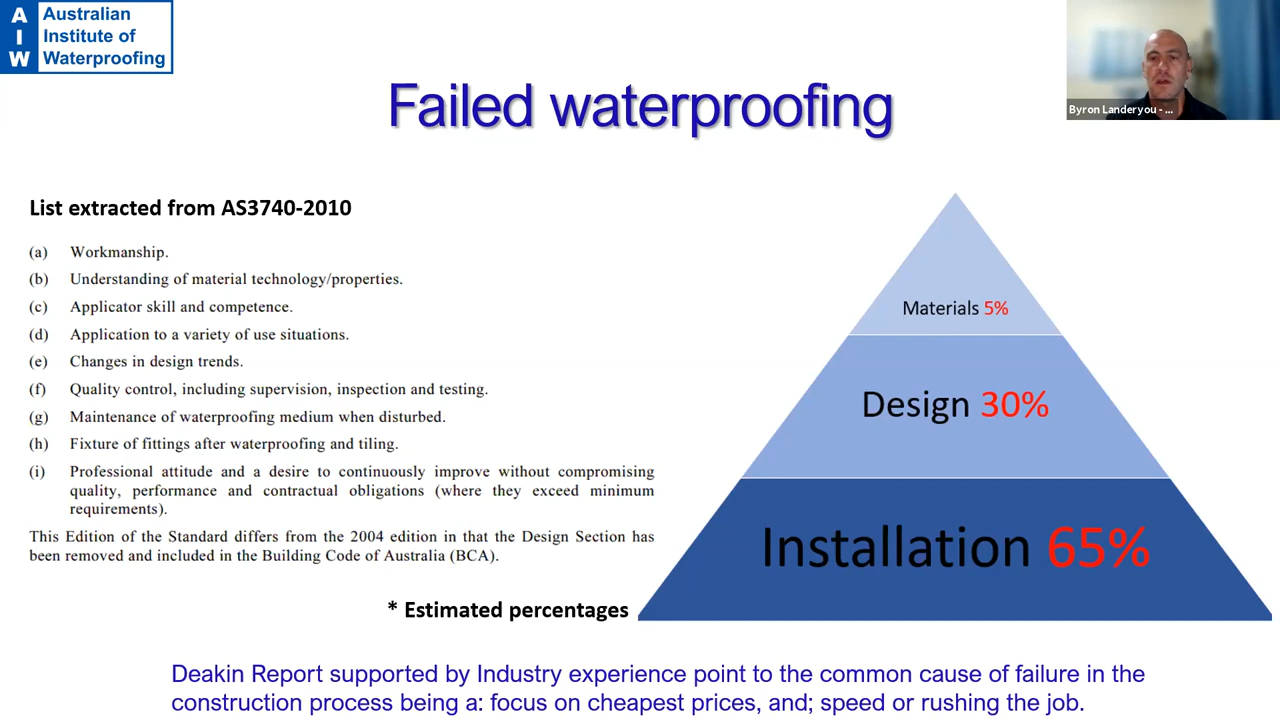 Australian
Institute of
Waterproofing
A
I
W
Byron Landeryou - ...
Failed waterproofing
List extracted from AS3740-2010
(a) Workmanship.
(b) Understanding of material technology/properties.
(c) Applicator skill and competence.
(d) Application to a variety of use situations.
(e) Changes in design trends.
(f) Quality control, including supervision, inspection and testing.
(g) Maintenance of waterproofing medium when disturbed.
(h) Fixture of fittings after waterproofing and tiling.
(i) Professional attitude and a desire to continuously improve without compromising
quality, performance and contractual obligations (where they exceed minimum
requirements).
This Edition of the Standard differs from the 2004 edition in that the Design Section has
been removed and included in the Building Code of Australia (BCA).
Materials 5%
Design 30%
Installation 65%
* Estimated percentages
Deakin Report supported by Industry experience point to the common cause of failure in the
construction process being a: focus on cheapest prices, and; speed or rushing the job.